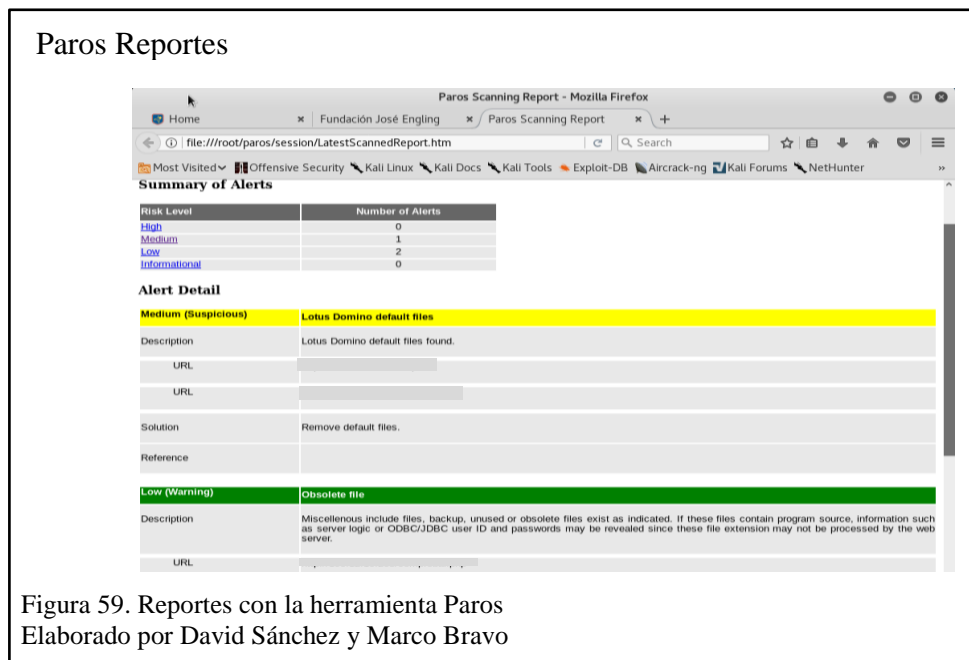 Paros Reportes
Paros Scanning Report - Mozilla Firefox
Home × Fundación José Engling × Paros Scanning Report × +
file:///root/paros/session/LatestScannedReport.htm Search
Most Visited Offensive Security Kali Linux Kali Docs Kali Tools Exploit-DB Aircrack-ng Kali Forums NetHunter »
Summary of Alerts
Risk Level Number of Alerts
High 0
Medium 1
Low 2
Informational 0
Alert Detail
Medium (Suspicious) Lotus Domino default files
Description Lotus Domino default files found.
URL
URL
Solution Remove default files.
Reference
Low (Warning) Obsolete file
Description Miscellenous include files, backup, unused or obsolete files exist as indicated. If these files contain program source, information such
as server logic or ODBC/JDBC user ID and passwords may be revealed since these file extension may not be processed by the web
server.
URL
Figura 59. Reportes con la herramienta Paros
Elaborado por David Sánchez y Marco Bravo